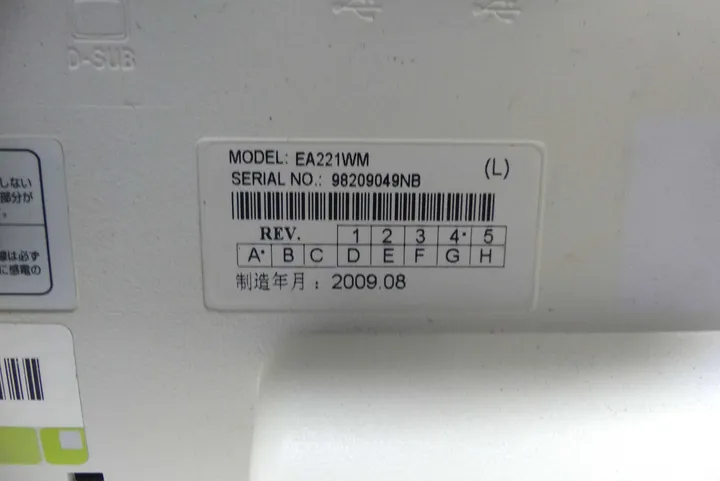 D-SUB
しない
部分が
。
線は必ず
に感電の
MODEL: EA221WM
(L)
SERIAL NO.: 98209049NB
REV. 1 2 3 4• 5
A• B C D E F G H
制造年月：2009.08